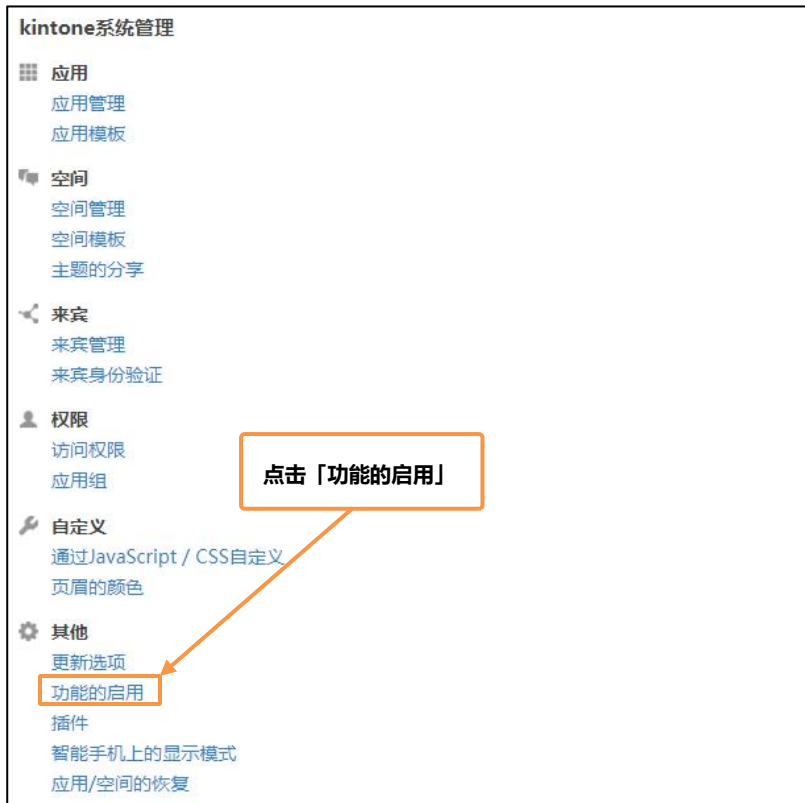 kintone系统管理
应用
应用管理
应用模板
空间
空间管理
空间模板
主题的分享
来宾
来宾管理
来宾身份验证
权限
访问权限
应用组
点击「功能的启用」
自定义
通过JavaScript / CSS自定义
页眉的颜色
其他
更新选项
功能的启用
插件
智能手机上的显示模式
应用/空间的恢复